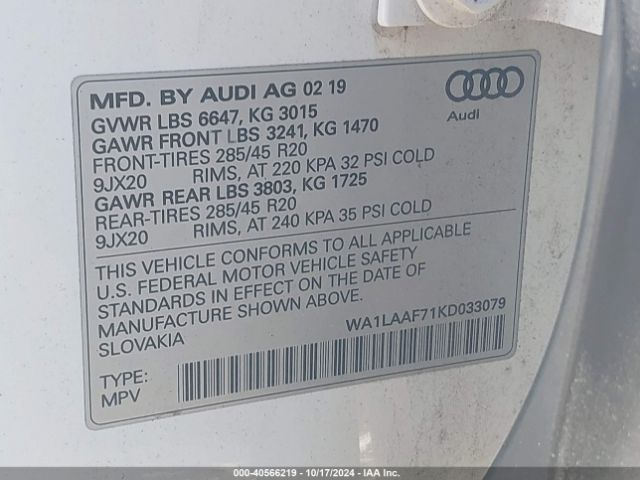 MFD. BY AUDI AG 02 19
GVWR LBS 6647, KG 3015
GAWR FRONT LBS 3241, KG 1470
FRONT-TIRES 285/45 R20
9JX20 RIMS, AT 220 KPA 32 PSI COLD
GAWR REAR LBS 3803, KG 1725
REAR-TIRES 285/45 R20
9JX20 RIMS, AT 240 KPA 35 PSI COLD
Audi
THIS VEHICLE CONFORMS TO ALL APPLICABLE
U.S. FEDERAL MOTOR VEHICLE SAFETY
STANDARDS IN EFFECT ON THE DATE OF
MANUFACTURE SHOWN ABOVE.
SLOVAKIA
WA1LAAF71KD033079
TYPE:
MPV
000-40566219 - 10/17/2024 - IAA Inc.